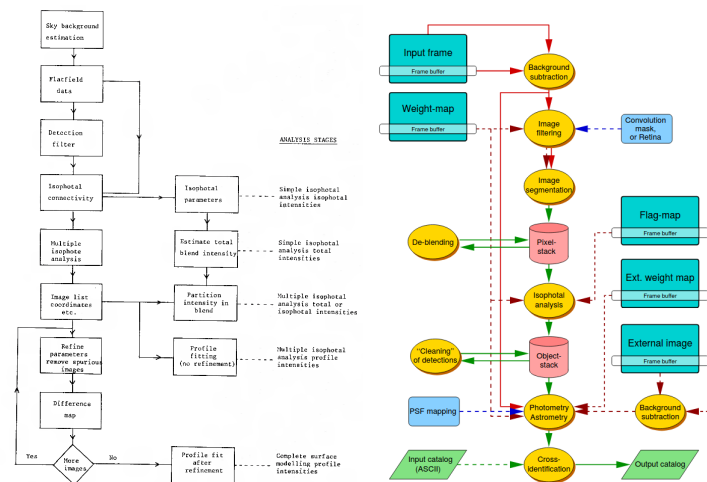 Sky background
estimation
Flatfield
data
Detection
filter
ANALYSIS STAGES
Isophotal
connectivity
Isophotal
parameters
Simple isophotal
analysis isophotal
intensities
Multiple
isophote
analysis
Estimate total
blend intensity
Simple isophotal
analysis total
intensities
Image list
coordinates
etc.
Partition
intensity in
blend
Multiple isophotal
analysis total or
isophotal intensities
Refine
parameters
remove spurious
images
Profile
fitting
(no refinement)
Multiple isophotal
analysis profile
intensities
Difference
map
Yes
More
images
No
Profile fit
after
refinement
Complete surface
modelling profile
intensities
Input frame
Frame buffer
Background
subtraction
Weight-map
Frame buffer
Image
filtering
Convolution
mask,
or Retina
Image
segmentation
Flag-map
Frame buffer
De-blending
Pixel-
stack
Ext. weight map
Frame buffer
Isophotal
analysis
External image
Frame buffer
"Cleaning"
of detections
Object-
stack
PSF mapping
Photometry
Astrometry
Background
subtraction
Input catalog
(ASCII)
Cross-
identification
Output catalog